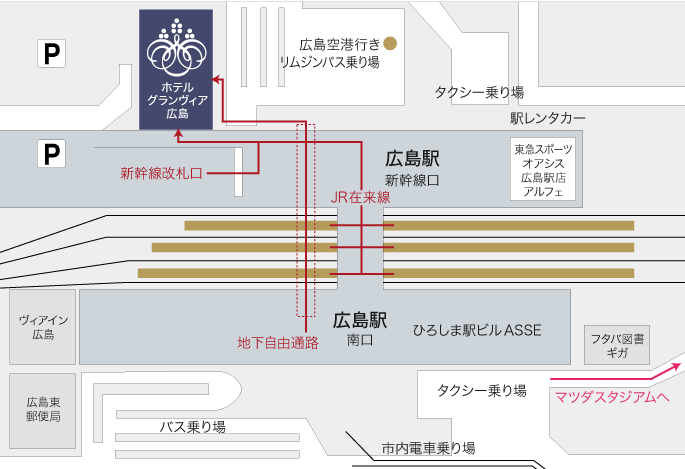 P
ホテル
グランヴィア
広島
広島空港行き
リムジンバス乗り場
タクシー乗り場
駅レンタカー
P
新幹線改札口
広島駅
新幹線口
東急スポーツ
オアシス
広島駅店
アルフェ
JR在来線
ヴィアイン
広島
地下自由通路
広島駅
南口
ひろしま駅ビルASSE
フタバ図書
ギガ
広島東
郵便局
バス乗り場
タクシー乗り場
マツダスタジアムへ
市内電車乗り場